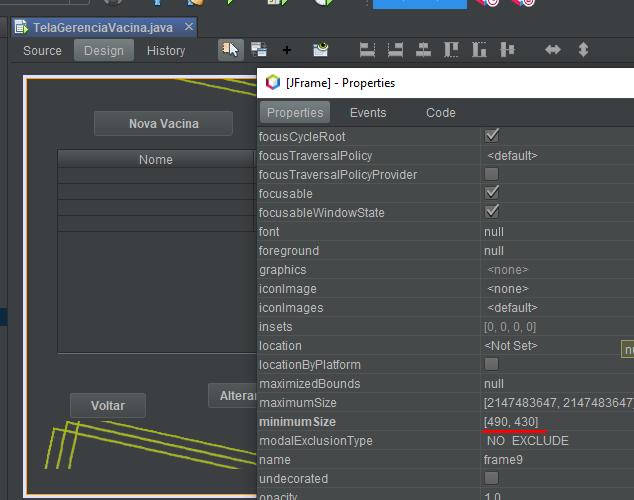 TelaGerenciaVacina.java
Source Design History
[JFrame] - Properties
Properties Events Code
Nova Vacina
Nome
Voltar
Alterar
focusCycleRoot
focusTraversalPolicy <default>
focusTraversalPolicyProvider
focusable
focusableWindowState
font null
foreground null
graphics <none>
iconImage <none>
iconImages <default>
insets [0, 0, 0, 0]
location <Not Set>
locationByPlatform
maximizedBounds null
maximumSize [2147483647, 2147483647]
minimumSize [490, 430]
modalExclusionType NO_EXCLUDE
name frame9
undecorated
opacity 1.0